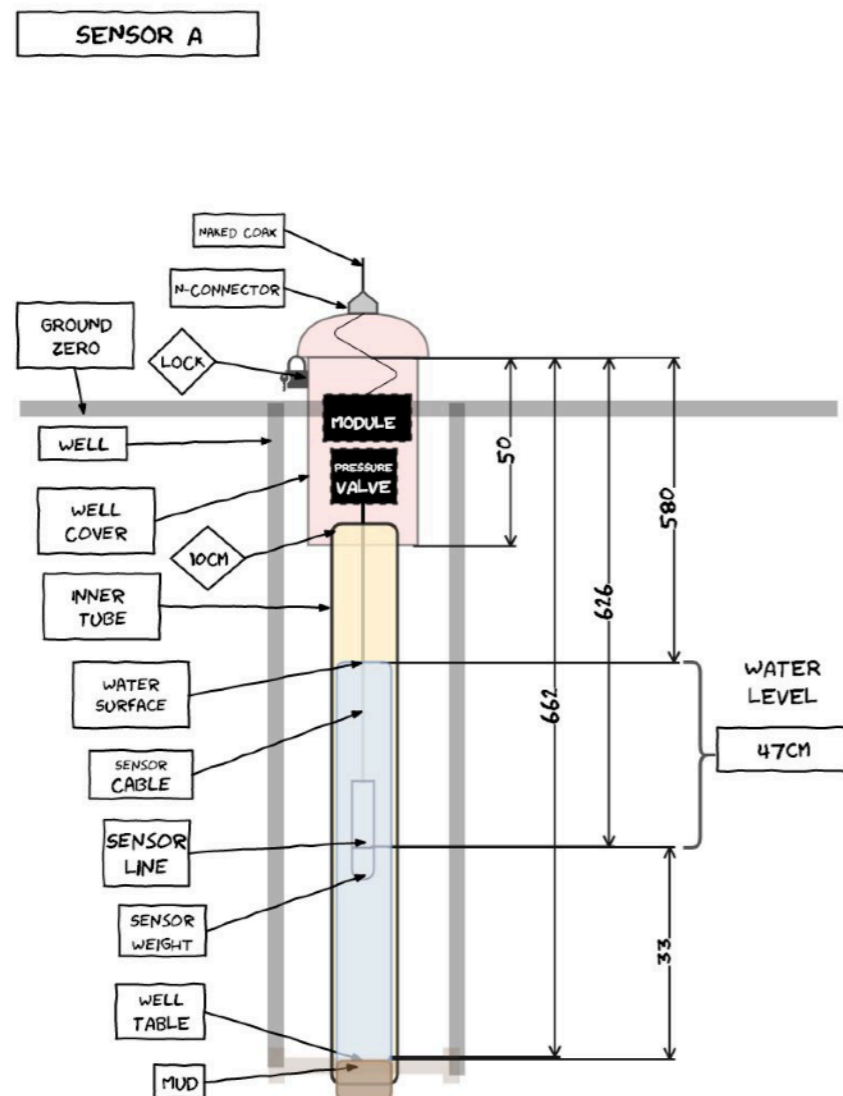 SENSOR A
NAKED COAX
N-CONNECTOR
GROUND
ZERO
LOCK
MODULE
WELL
PRESSURE
VALVE
50
580
WELL
COVER
10CM
INNER
TUBE
626
WATER
SURFACE
WATER
LEVEL
662
47CM
SENSOR
CABLE
SENSOR
LINE
SENSOR
WEIGHT
33
WELL
TABLE
MUD